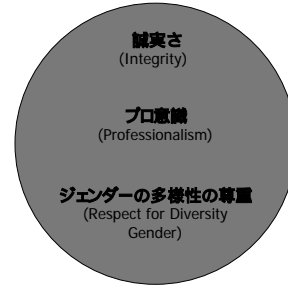 誠実さ
(Integrity)
プロ意識
(Professionalism)
ジェンダーの多様性の尊重
(Respect for Diversity
Gender)